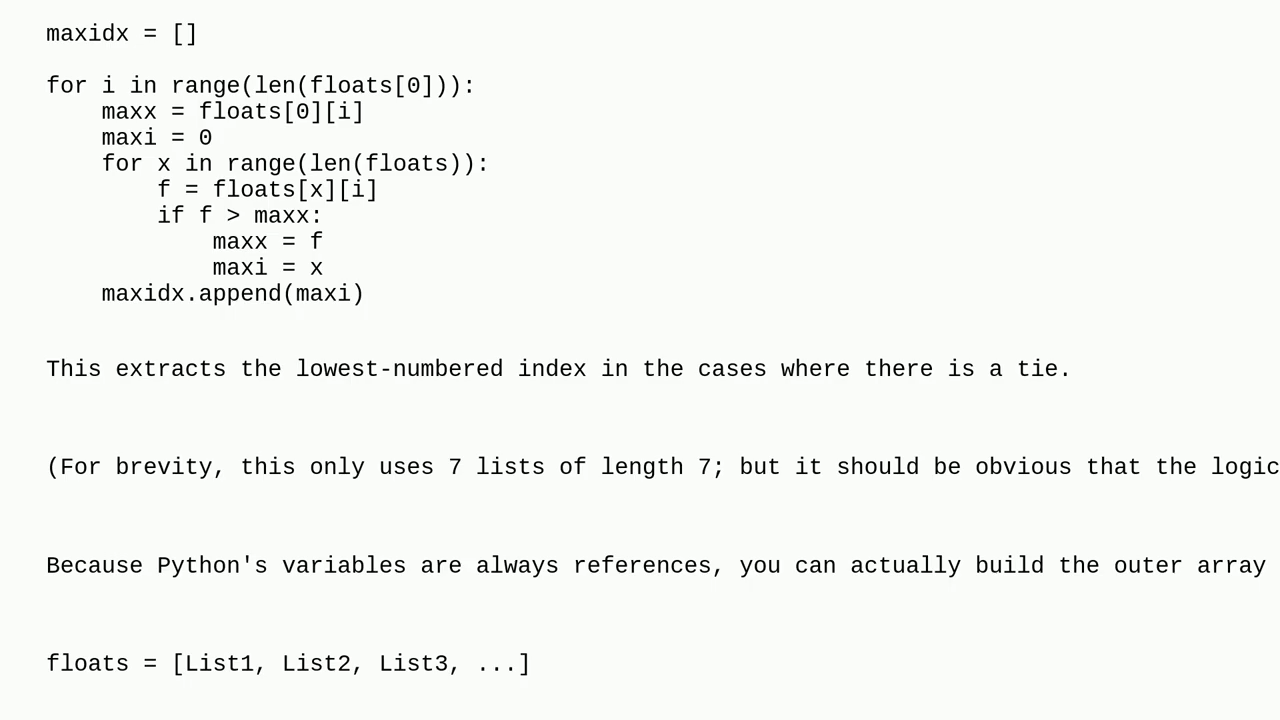 maxidx = []
for i in range(len(floats[0])):
    maxx = floats[0][i]
    maxi = 0
    for x in range(len(floats)):
        f = floats[x][i]
        if f > maxx:
            maxx = f
            maxi = x
    maxidx.append(maxi)
This extracts the lowest-numbered index in the cases where there is a tie.
(For brevity, this only uses 7 lists of length 7; but it should be obvious that the logic
Because Python's variables are always references, you can actually build the outer array
floats = [List1, List2, List3, ...]